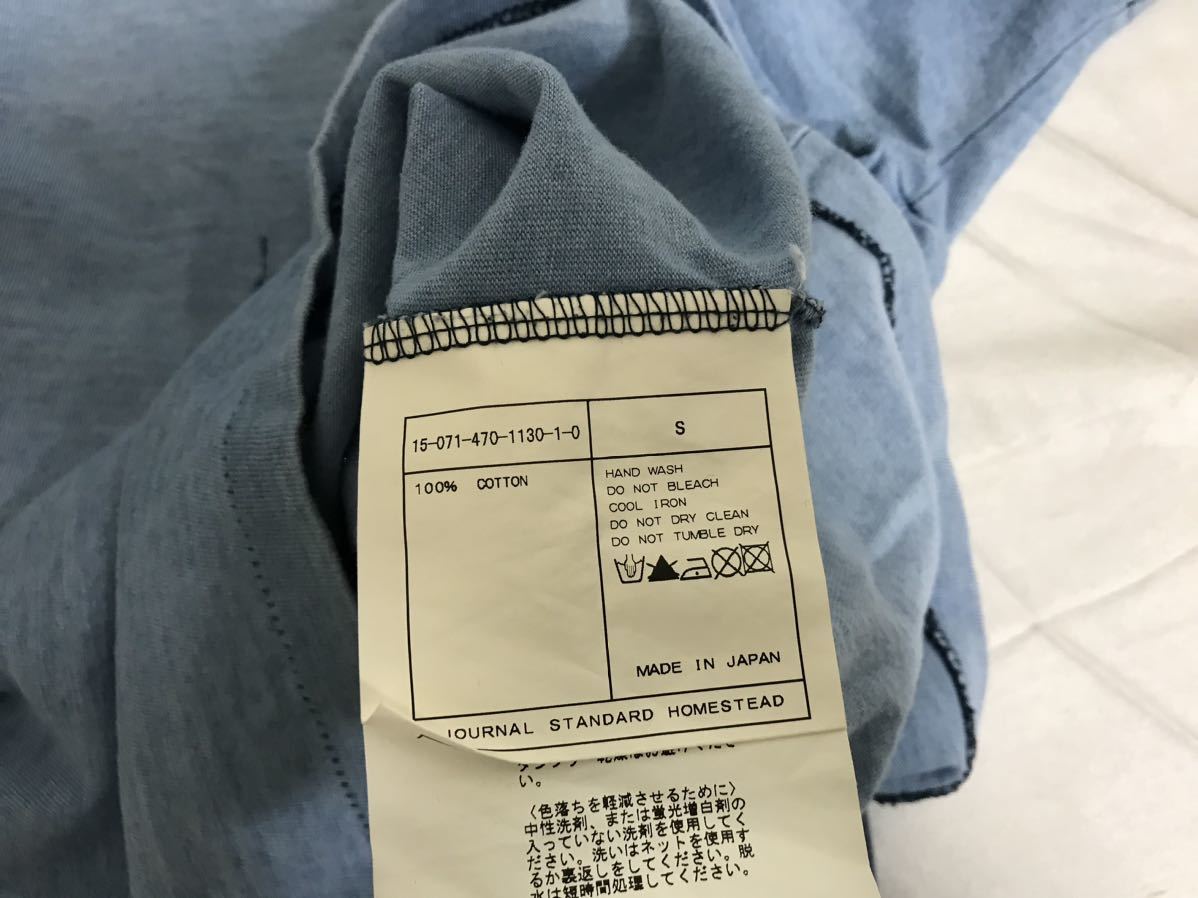 15-071-470-1130-1-0
S
100% COTTON
HAND WASH
DO NOT BLEACH
COOL IRON
DO NOT DRY CLEAN
DO NOT TUMBLE DRY
MADE IN JAPAN
JOURNAL STANDARD HOMESTEAD
い。
〈色落ちを軽減させるために〉
中性洗剤、または蛍光増白剤の
入っていない洗剤を使用してく
ださい。洗いはネットを使用す
るか裏返しをしてください。脱
水は短時間処理してください。